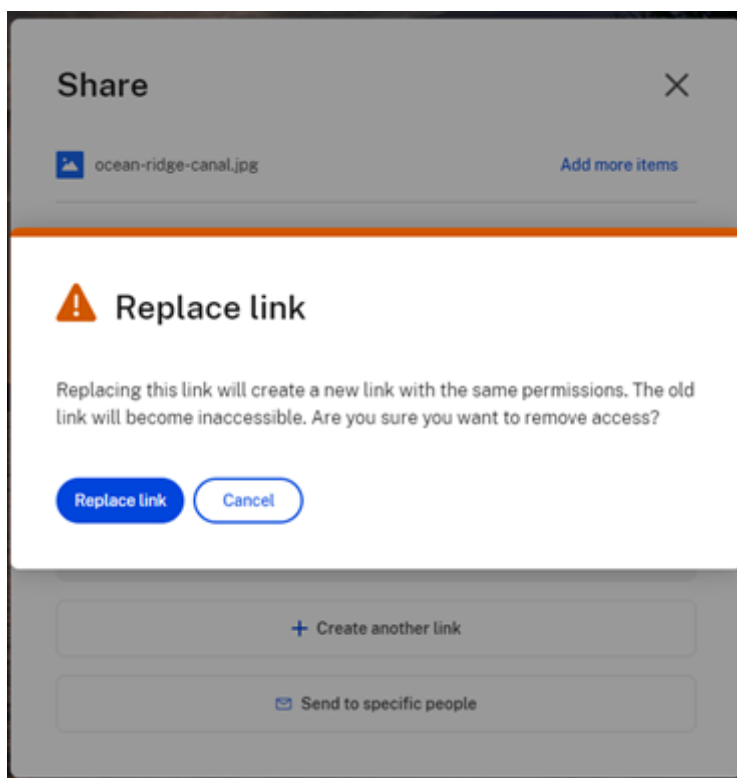 Share
ocean-ridge-canal.jpg Add more items
Replace link
Replacing this link will create a new link with the same permissions. The old
link will become inaccessible. Are you sure you want to remove access?
Replace link Cancel
Create another link
Send to specific people